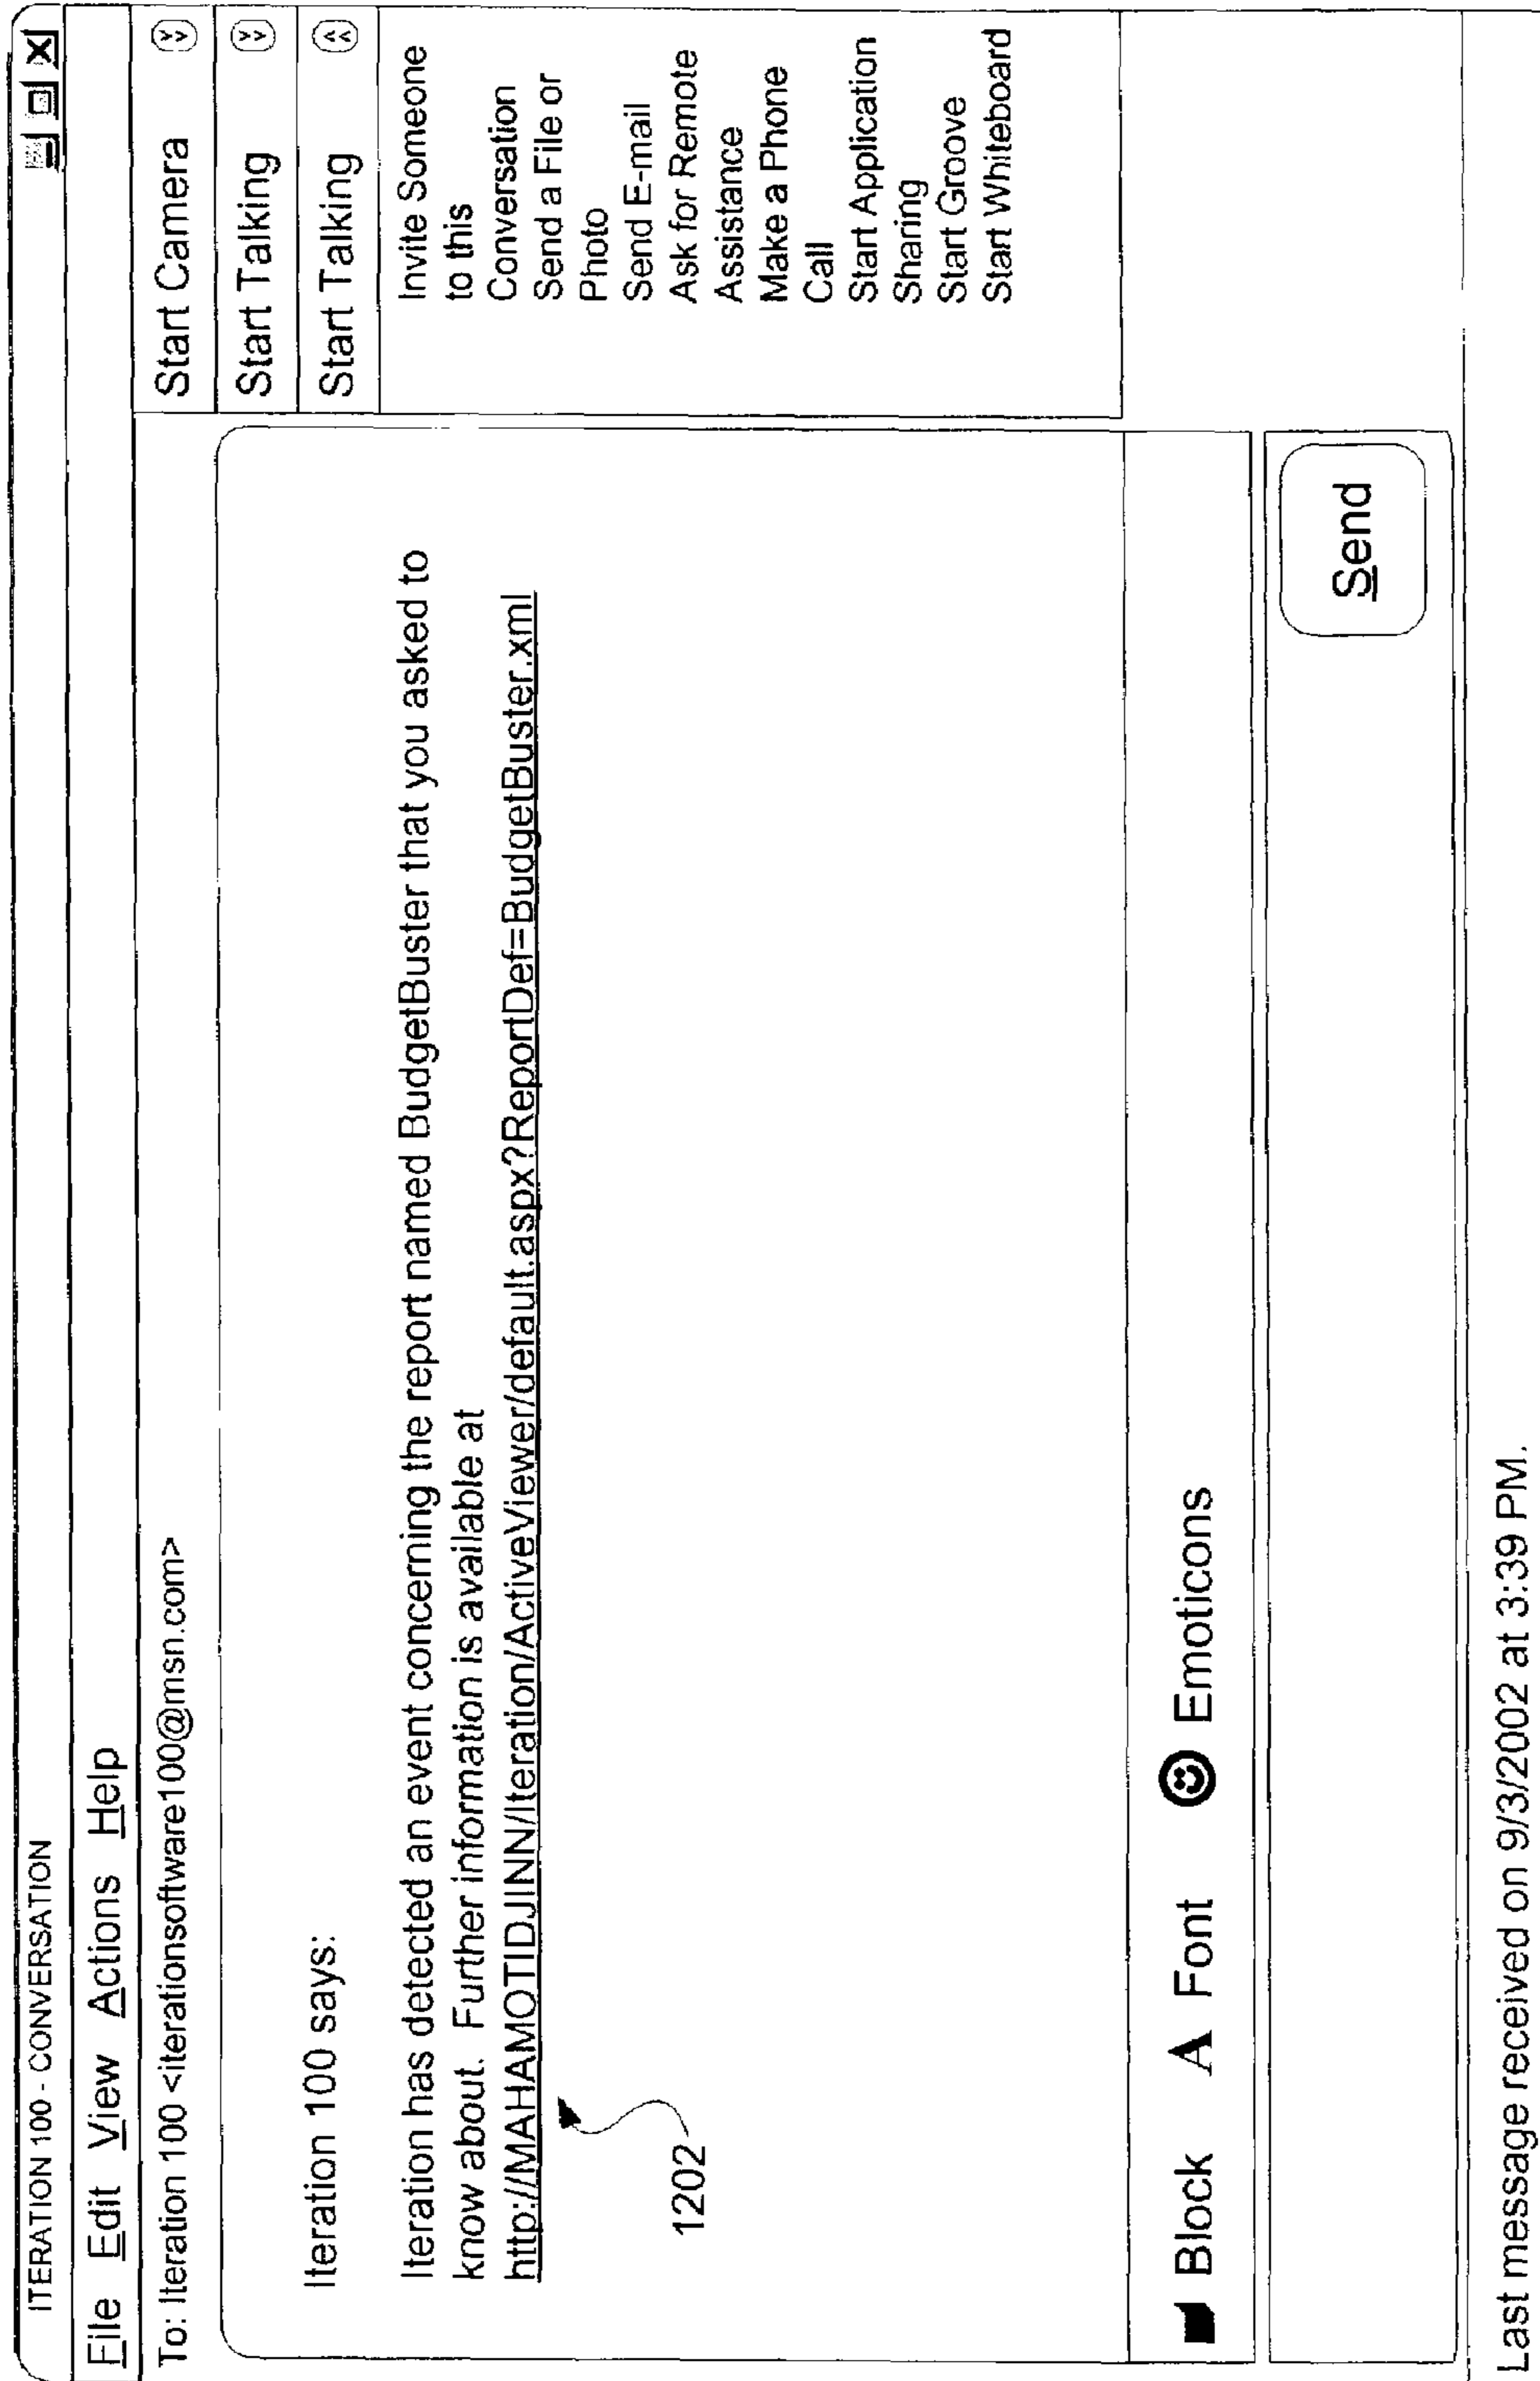 ITERATION 100 - CONVERSATION
File Edit View Actions Help
To: Iteration 100 <iterationsoftware100@msn.com>
Start Camera
Start Talking
Start Talking
Invite Someone
to this
Conversation
Send a File or
Photo
Send E-mail
Ask for Remote
Assistance
Make a Phone
Call
Start Application
Sharing
Start Groove
Start Whiteboard
Iteration 100 says:
Iteration has detected an event concerning the report named BudgetBuster that you asked to
know about. Further information is available at
http://MAHAMOTIDJINN/Iteration/ActiveViewer/default.aspx?ReportDef=BudgetBuster.xml
1202
Block A Font Emoticons
Send
Last message received on 9/3/2002 at 3:39 PM.